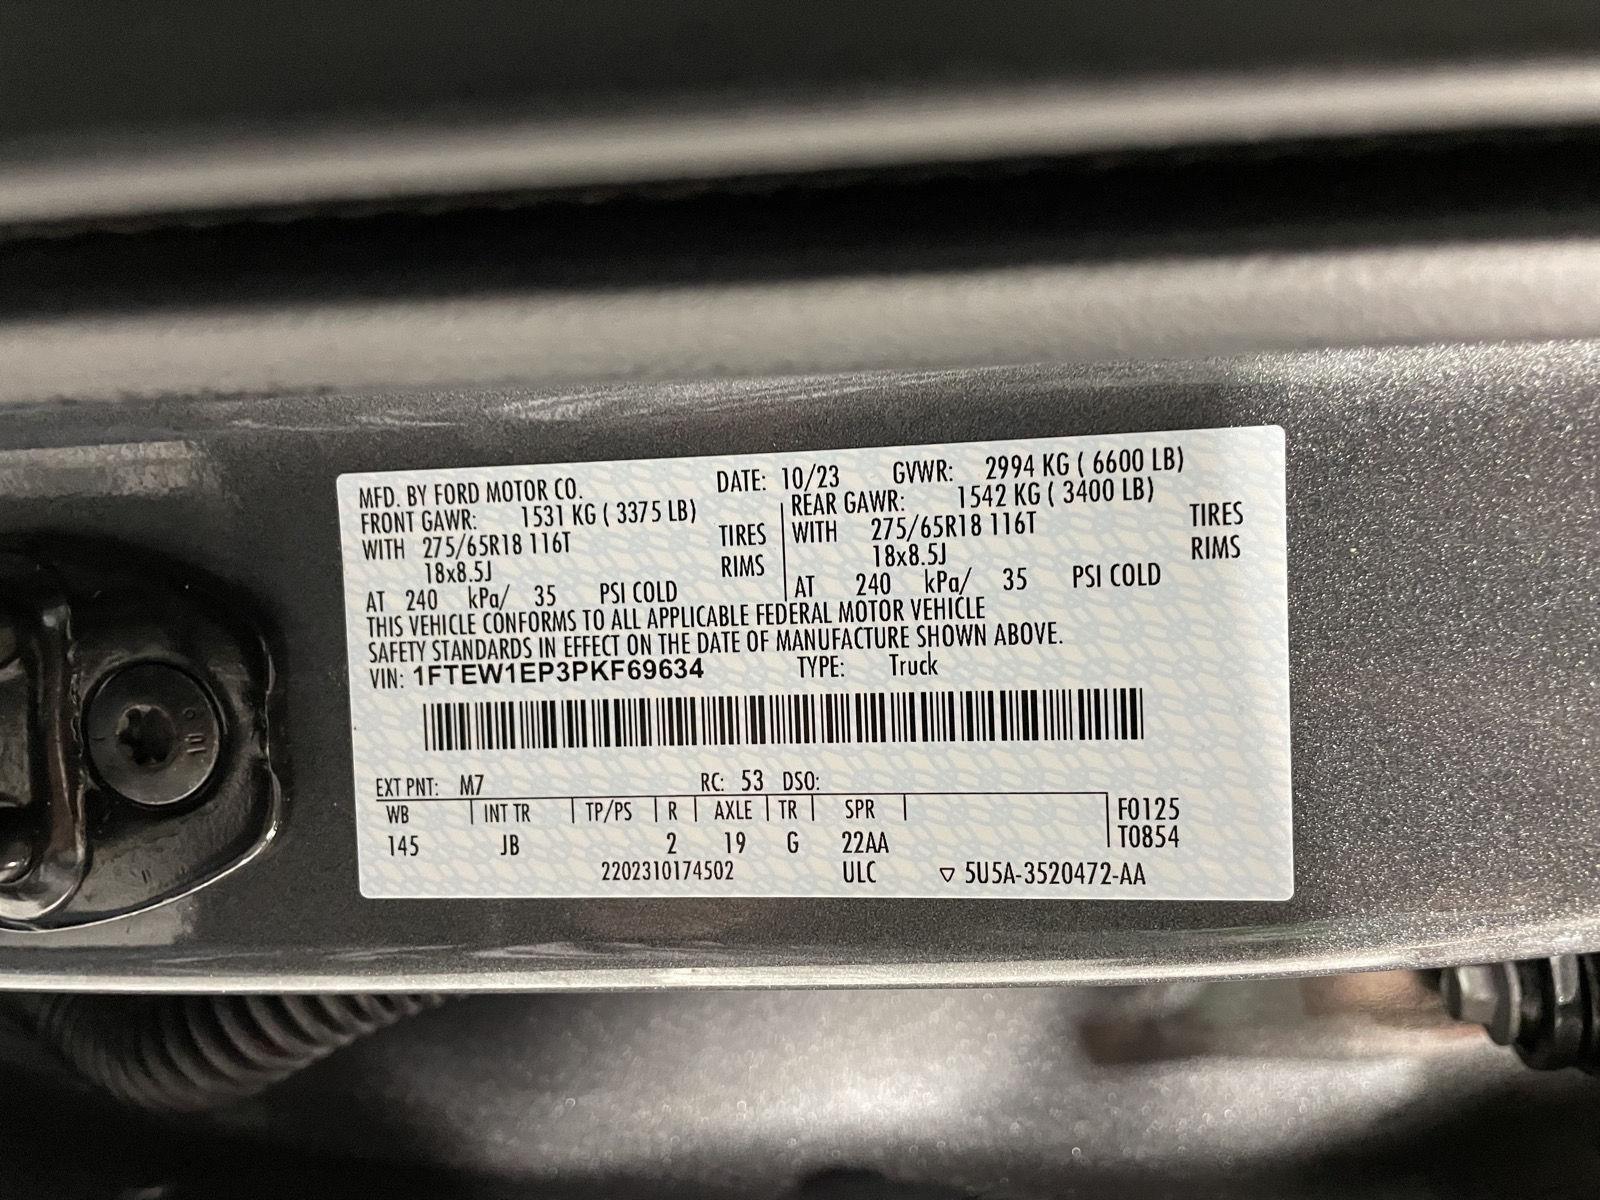 MFD. BY FORD MOTOR CO. DATE: 10/23 GVWR: 2994 KG ( 6600 LB)
FRONT GAWR: 1531 KG ( 3375 LB) REAR GAWR: 1542 KG ( 3400 LB)
WITH 275/65R18 116T TIRES WITH 275/65R18 116T TIRES
18x8.5J RIMS 18x8.5J RIMS
AT 240 kPa/ 35 PSI COLD AT 240 kPa/ 35 PSI COLD
THIS VEHICLE CONFORMS TO ALL APPLICABLE FEDERAL MOTOR VEHICLE
SAFETY STANDARDS IN EFFECT ON THE DATE OF MANUFACTURE SHOWN ABOVE.
VIN: 1FTEW1EP3PKF69634 TYPE: Truck
EXT PNT: M7 RC: 53 DSO:
WB INT TR TP/PS R AXLE TR SPR F0125
145 JB 2 19 G 22AA T0854
2202310174502 ULC ▽ 5U5A-3520472-AA